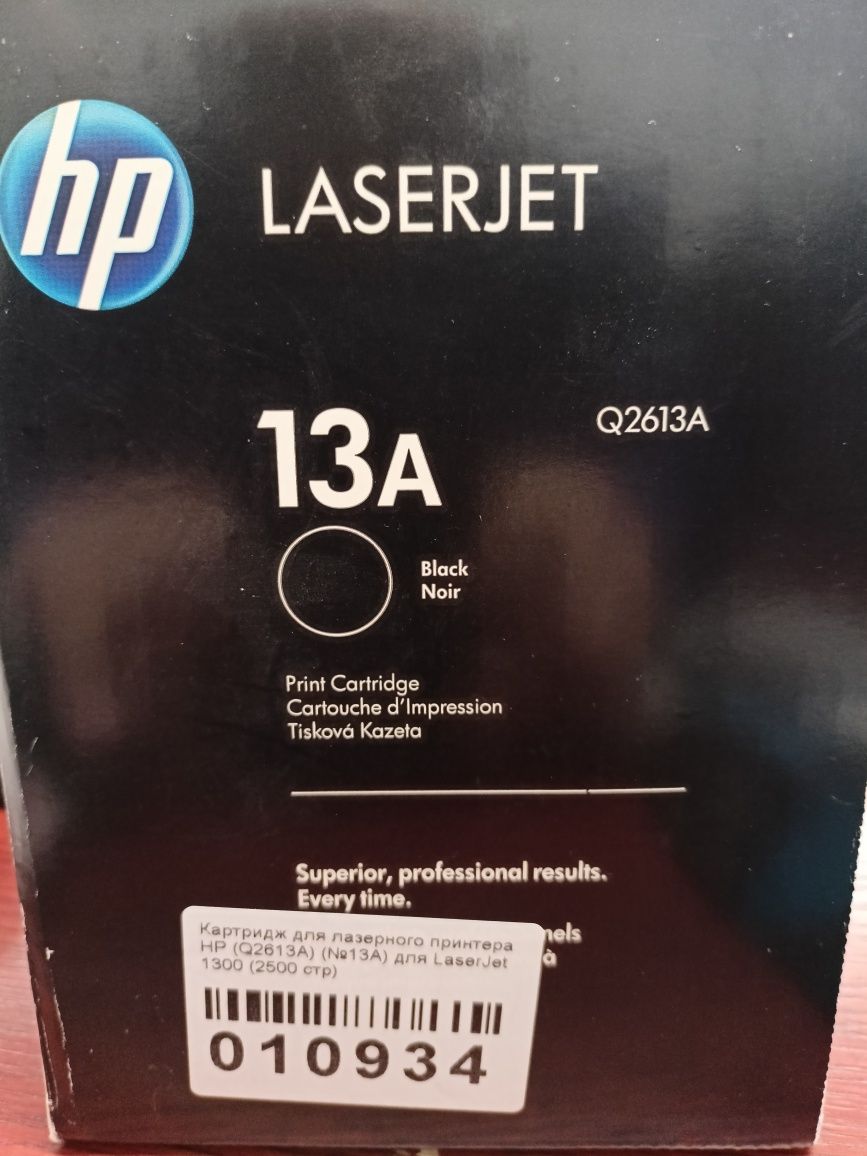 hp
LASERJET
13A
Q2613A
Black
Noir
Print Cartridge
Cartouche d'Impression
Tisková Kazeta
Superior, professional results.
Every time.
nels
à
Картридж для лазерного принтера
HP (Q2613A) (№13A) для LaserJet
1300 (2500 стр)
010934